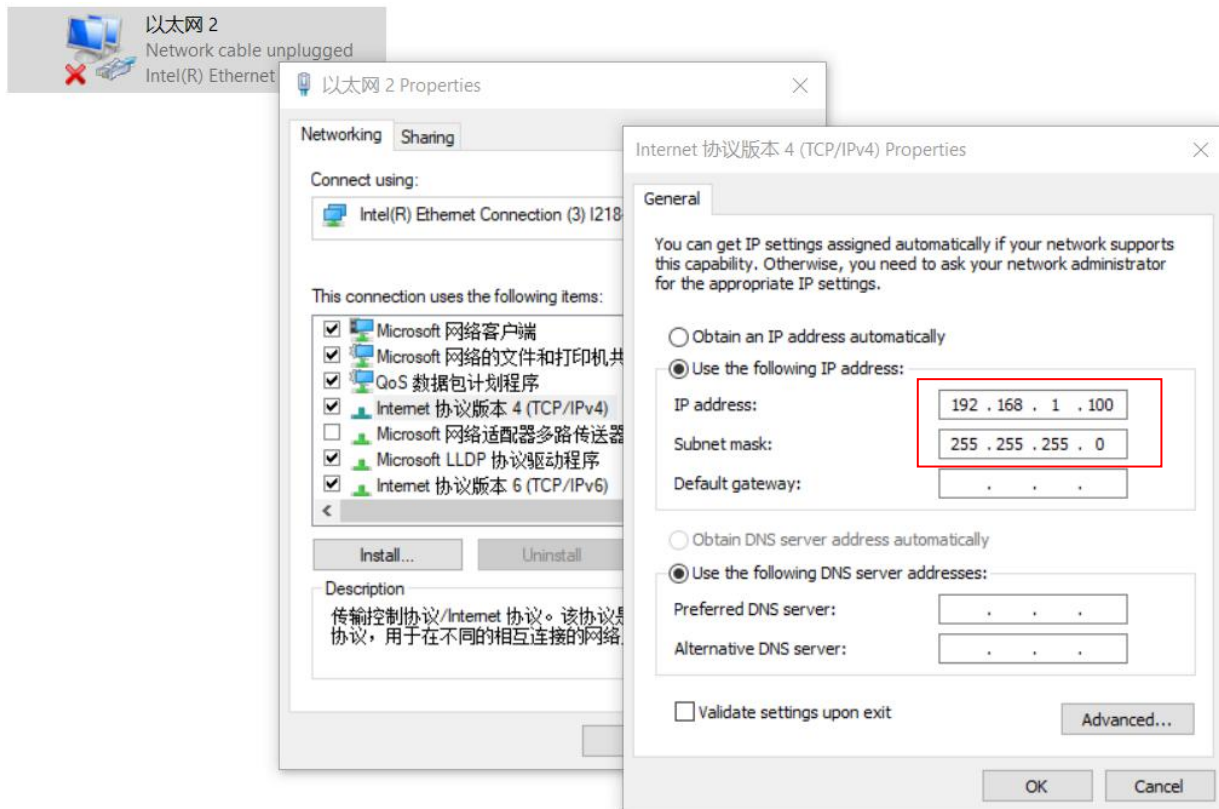 以太网 2
Network cable unplugged
Intel(R) Ethernet
以太网 2 Properties
Networking
Sharing
Connect using:
Intel(R) Ethernet Connection (3) I218-
This connection uses the following items:
Microsoft 网络客户端
Microsoft 网络的文件和打印机共
QoS 数据包计划程序
Internet 协议版本 4 (TCP/IPv4)
Microsoft 网络适配器多路传送器
Microsoft LLDP 协议驱动程序
Internet 协议版本 6 (TCP/IPv6)
Install...
Uninstall
Description
传输控制协议/Internet 协议。该协议是
协议，用于在不同的相互连接的网络
Internet 协议版本 4 (TCP/IPv4) Properties
General
You can get IP settings assigned automatically if your network supports
this capability. Otherwise, you need to ask your network administrator
for the appropriate IP settings.
Obtain an IP address automatically
Use the following IP address:
IP address:
192 . 168 . 1 . 100
Subnet mask:
255 . 255 . 255 . 0
Default gateway:
. . .
Obtain DNS server address automatically
Use the following DNS server addresses:
Preferred DNS server:
. . .
Alternative DNS server:
. . .
Validate settings upon exit
Advanced...
OK
Cancel